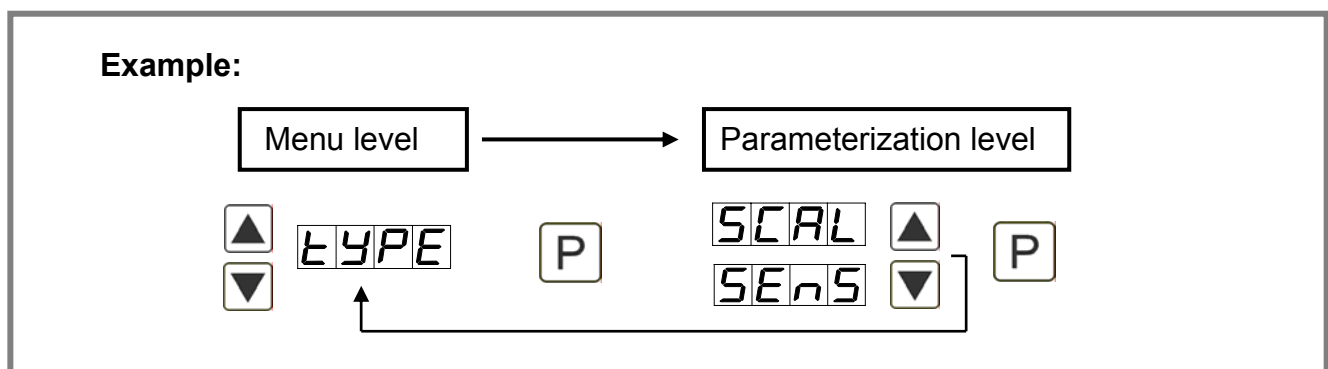 Example:
Menu level Parameterization level
tYPE P SCAL P
SEnS